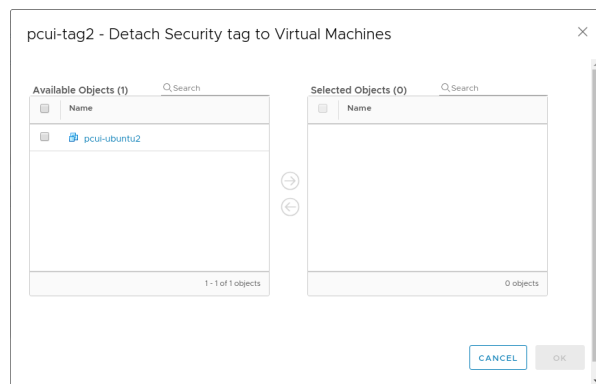 pcui-tag2 - Detach Security tag to Virtual Machines
Available Objects (1) Search
Name
pcui-ubuntu2
1 - 1 of 1 objects
Selected Objects (0) Search
Name
0 objects
CANCEL OK